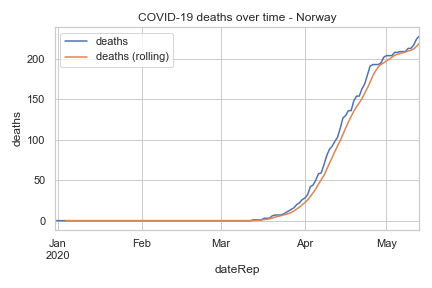 COVID-19 deaths over time - Norway
deaths
deaths (rolling)
200
150
100
50
0
deaths
Jan
2020
Feb
Mar
Apr
May
dateRep